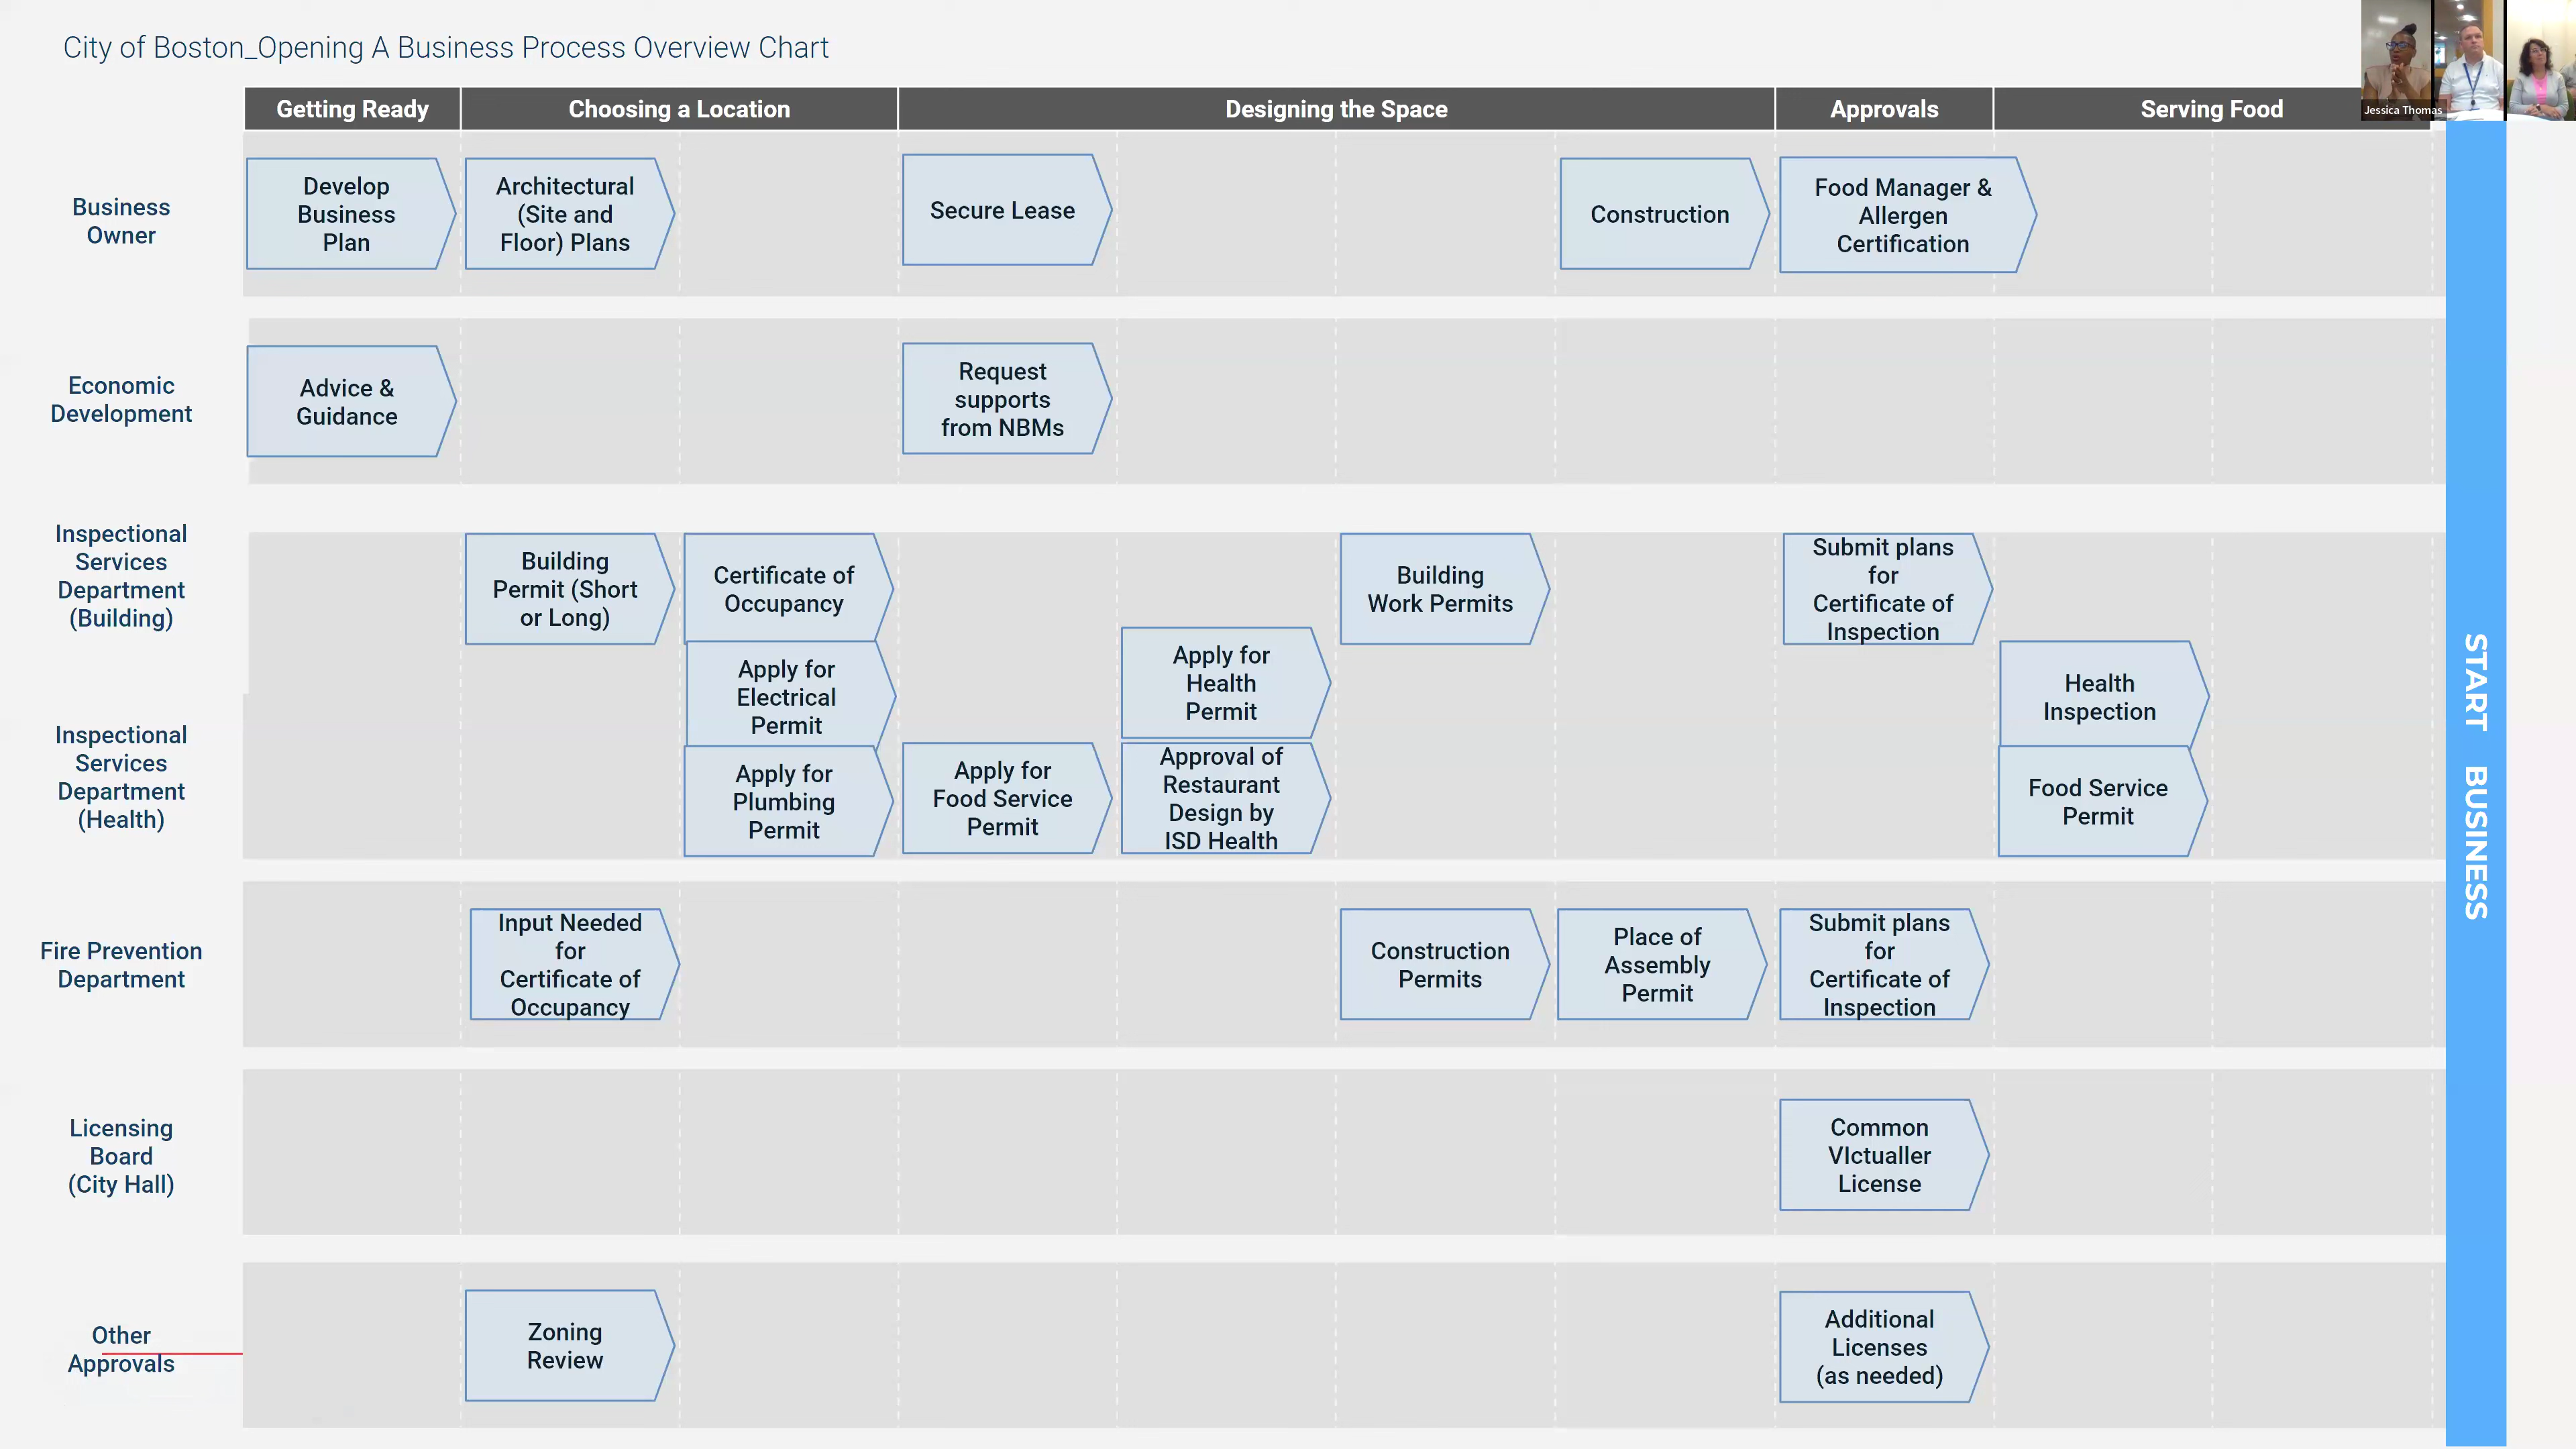 City of Boston_Opening A Business Process Overview Chart
Jessica Thomas
Getting Ready
Choosing a Location
Designing the Space
Approvals
Serving Food
Business
Owner
Develop
Business
Plan
Architectural
(Site and
Floor) Plans
Secure Lease
Construction
Food Manager &
Allergen
Certification
Economic
Development
Advice &
Guidance
Request
supports
from NBMs
Inspectional
Services
Department
(Building)
Building
Permit (Short
or Long)
Certificate of
Occupancy
Building
Work Permits
Submit plans
for
Certificate of
Inspection
Apply for
Electrical
Permit
Apply for
Health
Permit
Health
Inspection
Inspectional
Services
Department
(Health)
Apply for
Plumbing
Permit
Apply for
Food Service
Permit
Approval of
Restaurant
Design by
ISD Health
Food Service
Permit
START BUSINESS
Fire Prevention
Department
Input Needed
for
Certificate of
Occupancy
Construction
Permits
Place of
Assembly
Permit
Submit plans
for
Certificate of
Inspection
Licensing
Board
(City Hall)
Common
VIctualler
License
Other
Approvals
Zoning
Review
Additional
Licenses
(as needed)